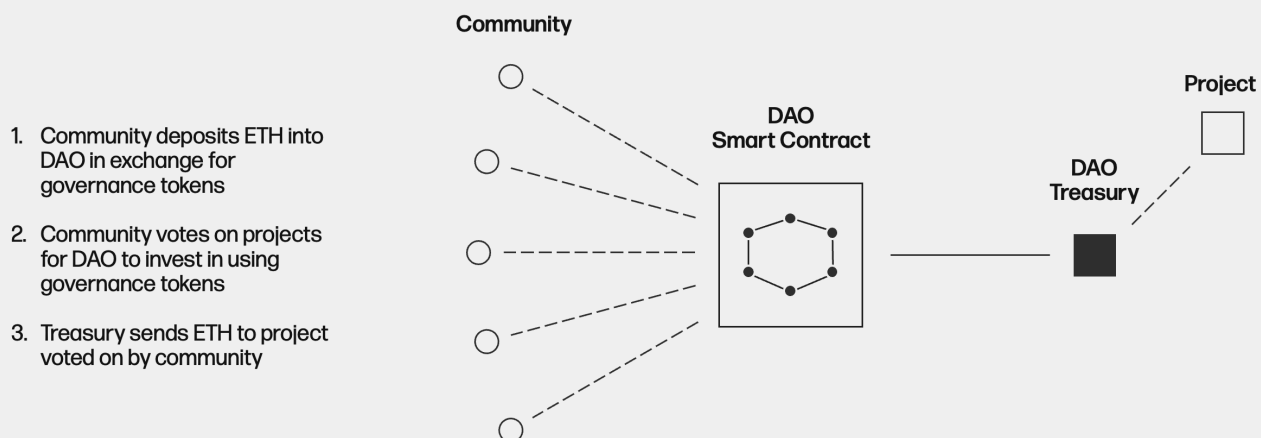 Community
Project
DAO
Smart Contract
DAO
Treasury
1. Community deposits ETH into
DAO in exchange for
governance tokens
2. Community votes on projects
for DAO to invest in using
governance tokens
3. Treasury sends ETH to project
voted on by community